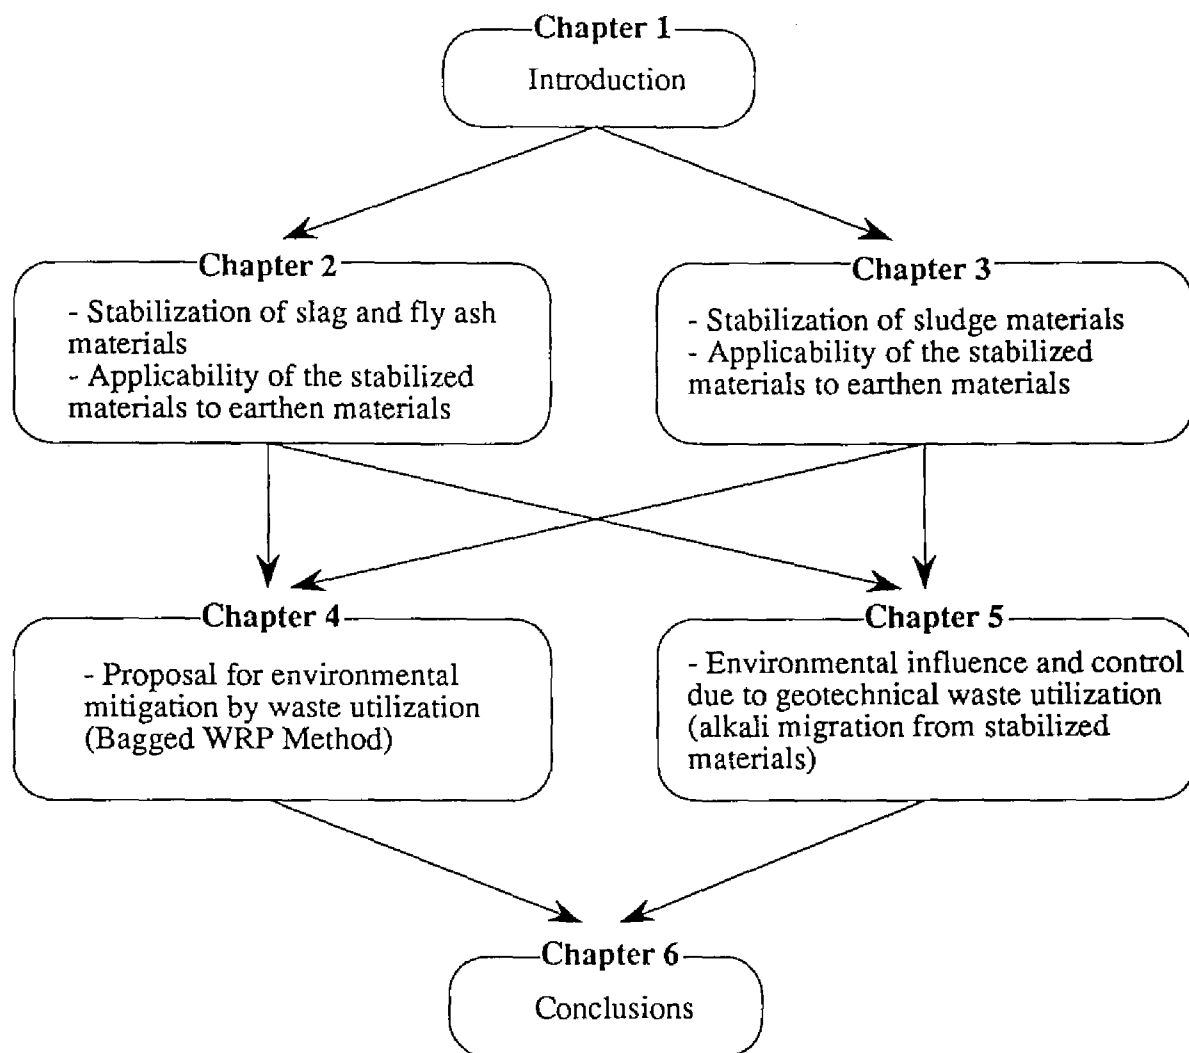 Chapter 1
Introduction
Chapter 2
- Stabilization of slag and fly ash
materials
- Applicability of the stabilized
materials to earthen materials
Chapter 3
- Stabilization of sludge materials
- Applicability of the stabilized
materials to earthen materials
Chapter 4
- Proposal for environmental
mitigation by waste utilization
(Bagged WRP Method)
Chapter 5
- Environmental influence and control
due to geotechnical waste utilization
(alkali migration from stabilized
materials)
Chapter 6
Conclusions